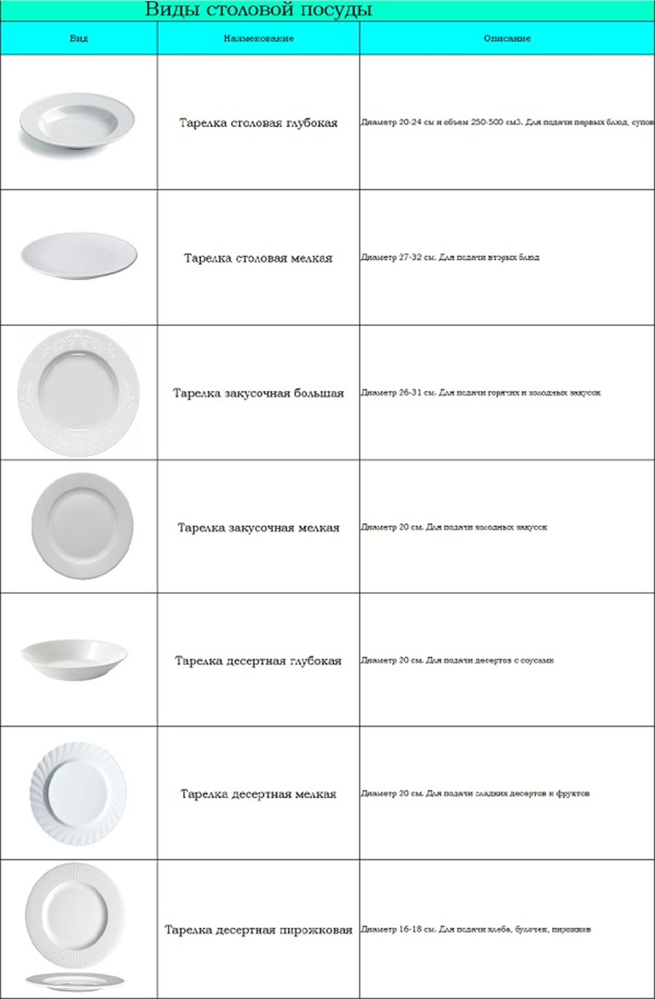 Виды столовой посуды
Вид
Наименование
Описание
Тарелка столовая глубокая
Диаметр 20-24 см и объем 250-500 см3. Для подачи первых блюд, супов
Тарелка столовая мелкая
Диаметр 27-32 см. Для подачи вторых блюд
Тарелка закусочная большая
Диаметр 26-31 см. Для подачи горячих и холодных закусок
Тарелка закусочная мелкая
Диаметр 20 см. Для подачи холодных закусок
Тарелка десертная глубокая
Диаметр 20 см. Для подачи десертов с соусами
Тарелка десертная мелкая
Диаметр 20 см. Для подачи сладких десертов и фруктов
Тарелка десертная пирожковая
Диаметр 16-18 см. Для подачи хлеба, булочек, пирожков